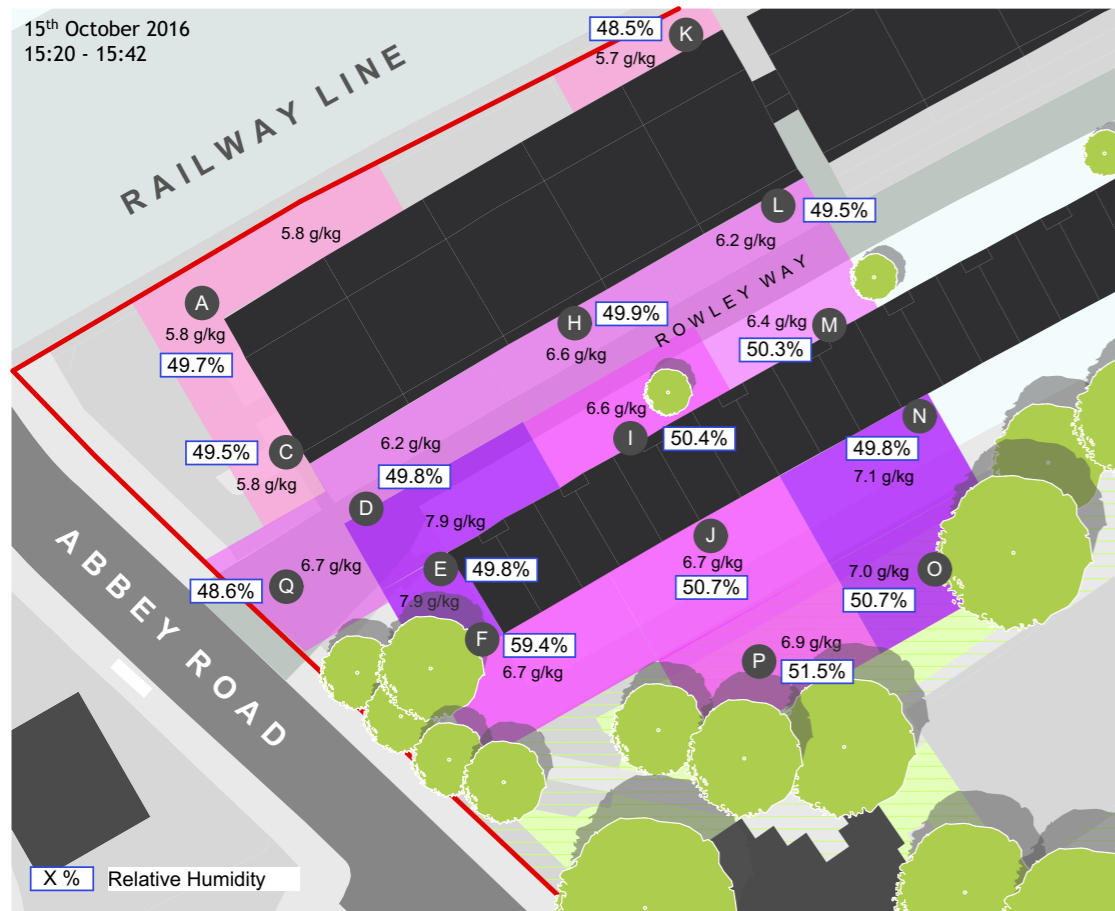 15th October 2016
15:20 - 15:42
RAILWAY LINE
48.5%
K
5.7 g/kg
5.8 g/kg
A
5.8 g/kg
49.7%
L
49.5%
6.2 g/kg
H
49.9%
6.6 g/kg
ROWLEY WAY
6.4 g/kg
M
50.3%
6.6 g/kg
I
50.4%
N
49.8%
7.1 g/kg
6.2 g/kg
49.5%
C
5.8 g/kg
49.8%
D
7.9 g/kg
J
6.7 g/kg
50.7%
E
49.8%
7.9 g/kg
6.7 g/kg
48.6%
Q
7.0 g/kg
O
50.7%
F
59.4%
6.7 g/kg
6.9 g/kg
P
51.5%
ABBEY ROAD
X %
Relative Humidity